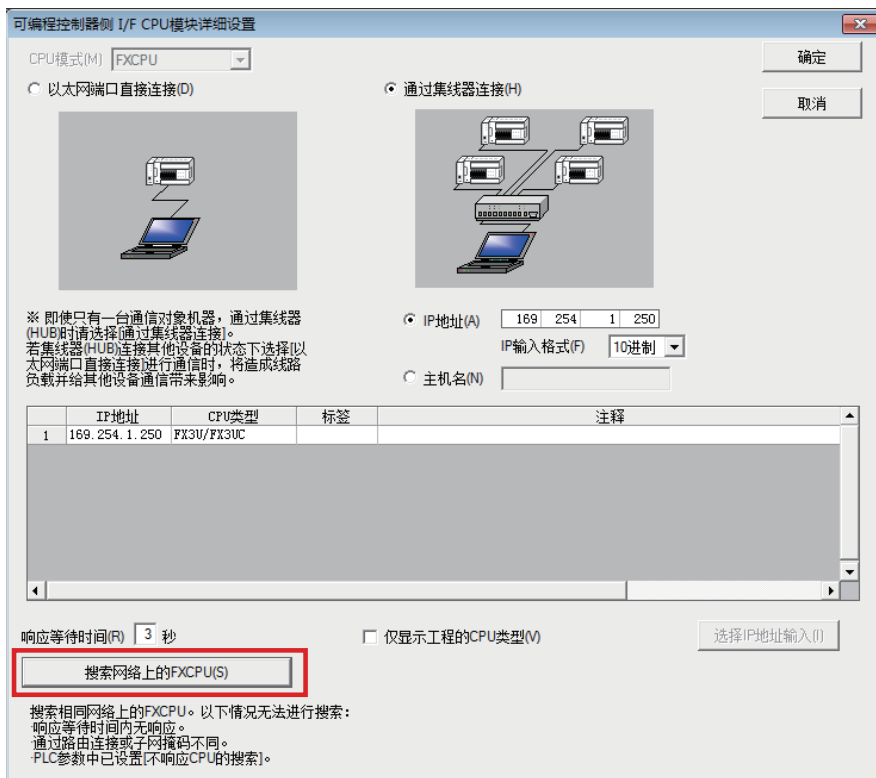 可编程控制器侧 I/F CPU模块详细设置
CPU模式(M) FXCPU
确定
以太网端口直接连接(D)
通过集线器连接(H)
取消
※ 即使只有一台通信对象机器，通过集线器
(HUB)时请选择[通过集线器连接]。
若集线器(HUB)连接其他设备的状态下选择[以
太网端口直接连接]进行通信时，将造成线路
负载并给其他设备通信带来影响。
IP地址(A) 169 254 1 250
IP输入格式(F) 10进制
主机名(N)
IP地址 CPU类型 标签 注释
1 169.254.1.250 FX3U/FX3UC
响应等待时间(R) 3 秒
仅显示工程的CPU类型(V)
选择IP地址输入(I)
搜索网络上的FXCPU(S)
搜索相同网络上的FXCPU。以下情况无法进行搜索：
·响应等待时间内无响应。
·通过路由连接或子网掩码不同。
·PLC参数中已设置[不响应CPU的搜索]。